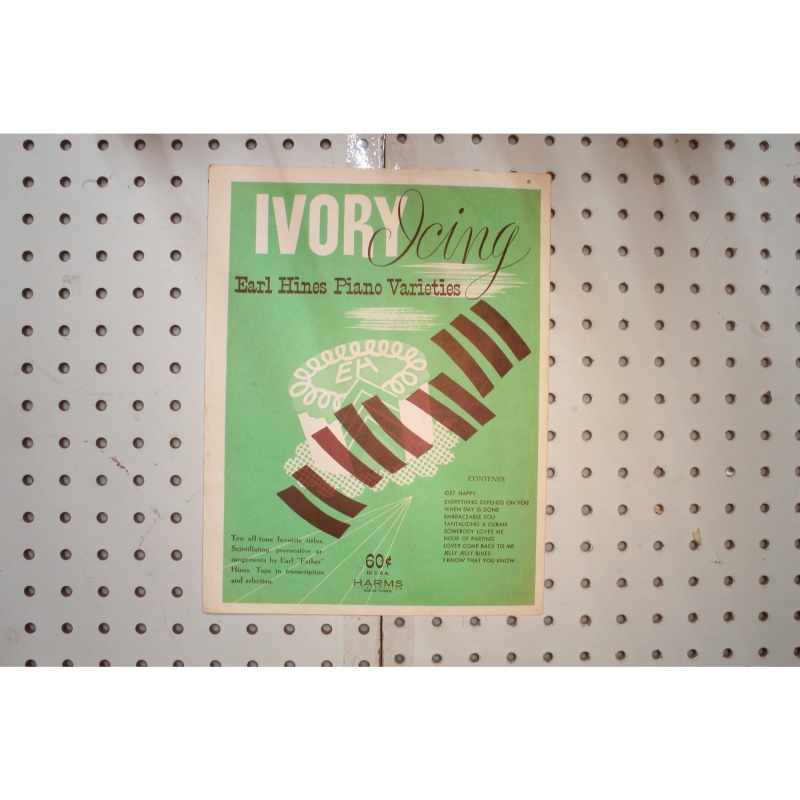 IVORY Icing
Earl Hines Piano Varieties
EH
CONTENTS
GET HAPPY
EVERYTHING DEPENDS ON YOU
WHEN DAY IS DONE
EMBRACEABLE YOU
TANTALIZING A CUBAN
SOMEBODY LOVES ME
HOUR OF PARTING
LOVER COME BACK TO ME
JELLY JELLY BLUES
I KNOW THAT YOU KNOW
Ten all-time favorite titles.
Scintillating, provocative ar-
rangements by Earl "Father"
Hines. Tops in transcription
and selection.
60¢
IN U.S.A.
HARMS
NEW YORK